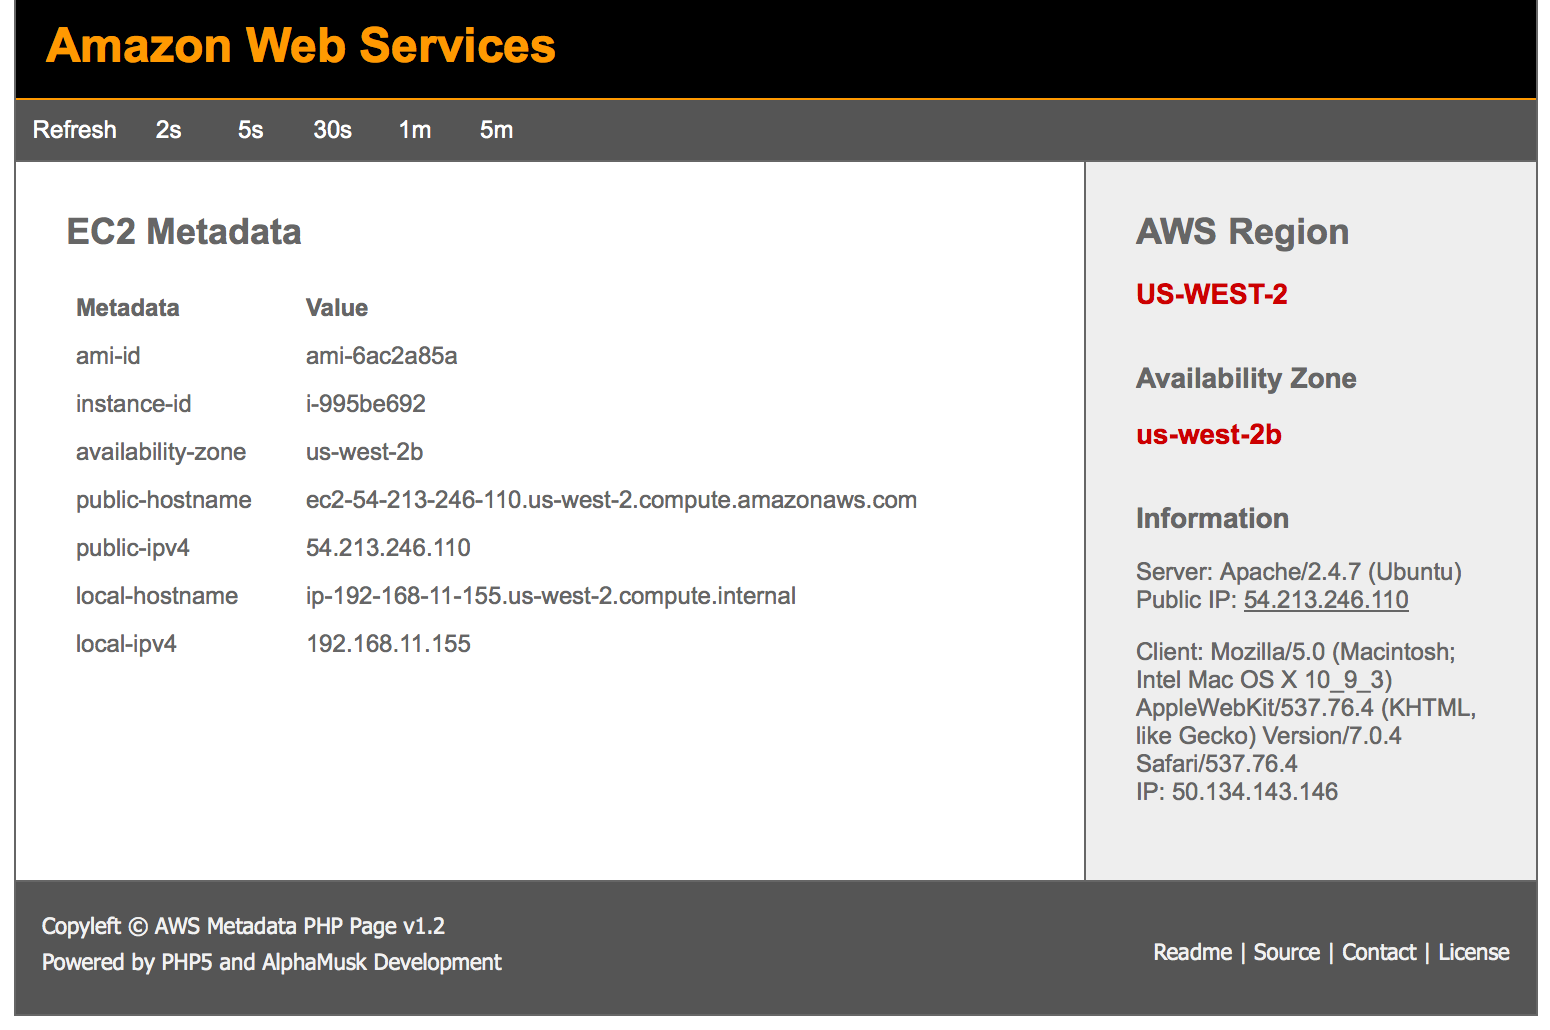 Amazon Web Services
Refresh 2s 5s 30s 1m 5m
EC2 Metadata
Metadata Value
ami-id ami-6ac2a85a
instance-id i-995be692
availability-zone us-west-2b
public-hostname ec2-54-213-246-110.us-west-2.compute.amazonaws.com
public-ipv4 54.213.246.110
local-hostname ip-192-168-11-155.us-west-2.compute.internal
local-ipv4 192.168.11.155
AWS Region
US-WEST-2
Availability Zone
us-west-2b
Information
Server: Apache/2.4.7 (Ubuntu)
Public IP: 54.213.246.110
Client: Mozilla/5.0 (Macintosh;
Intel Mac OS X 10_9_3)
AppleWebKit/537.76.4 (KHTML,
like Gecko) Version/7.0.4
Safari/537.76.4
IP: 50.134.143.146
Copyleft © AWS Metadata PHP Page v1.2
Powered by PHP5 and AlphaMusk Development
Readme | Source | Contact | License